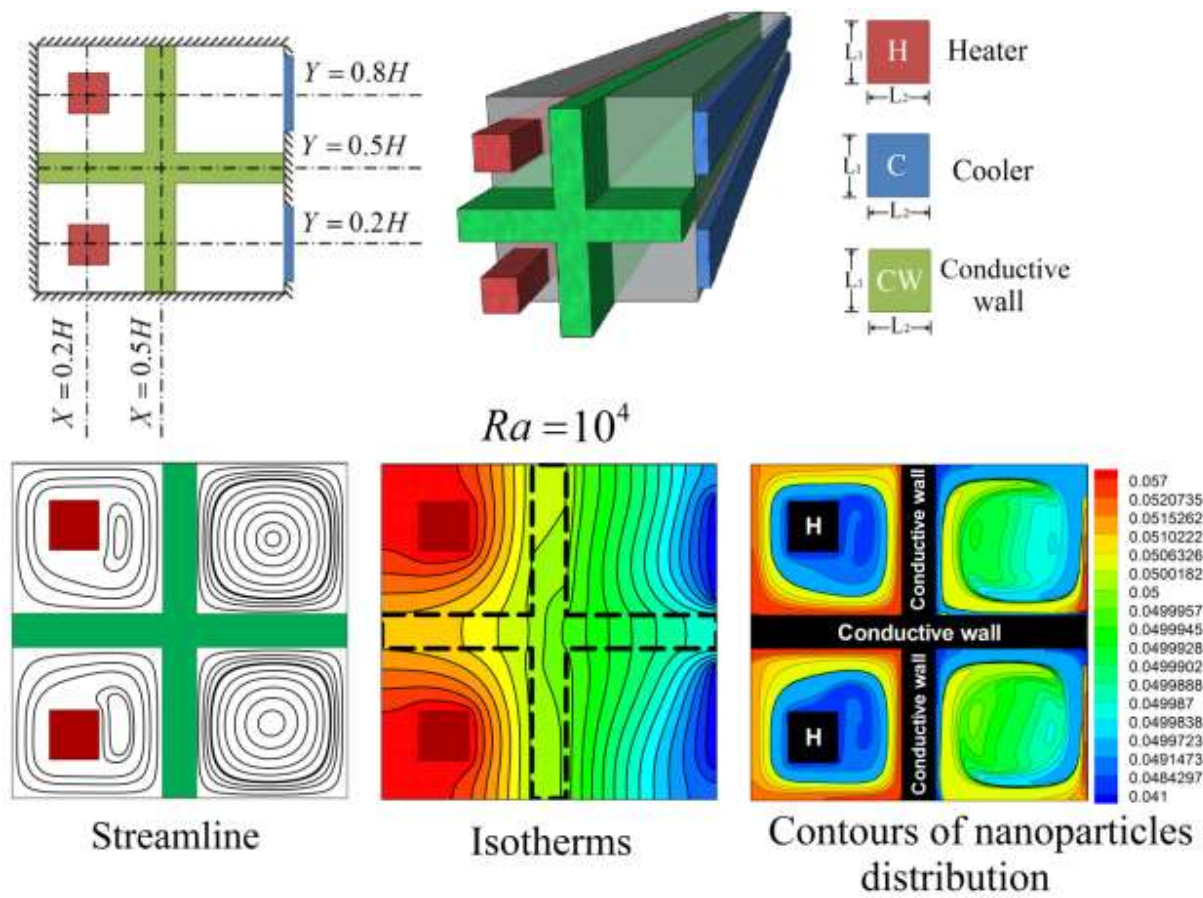 Y = 0.8H
Y = 0.5H
Y = 0.2H
X = 0.2H
X = 0.5H
L₁
H
L₂
Heater
L₁
C
L₂
Cooler
L₁
CW
L₂
Conductive
wall
Ra = 10⁴
Streamline
Isotherms
H
Conductive wall
Conductive wall
H
Conductive wall
0.057
0.0520735
0.0515262
0.0510222
0.0506326
0.0500182
0.05
0.0499957
0.0499945
0.0499928
0.0499902
0.0499888
0.049987
0.0499838
0.0499723
0.0491473
0.0484297
0.041
Contours of nanoparticles
distribution